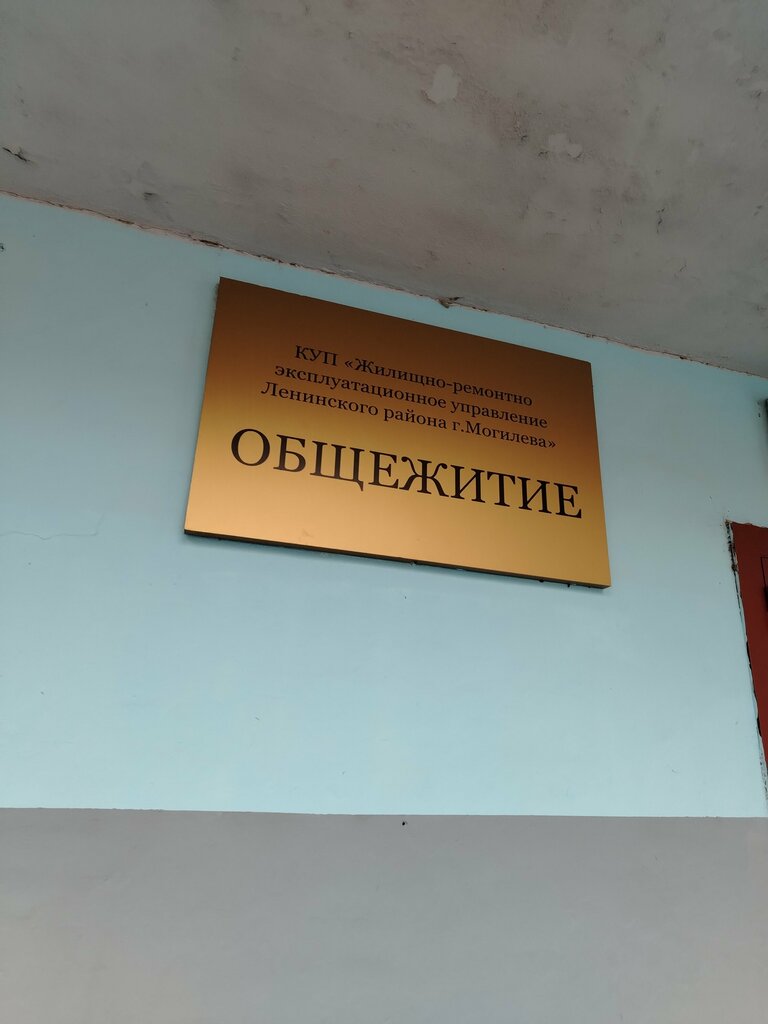 КУП «Жилищно-ремонтно
эксплуатационное управление
Ленинского района г.Могилева»
ОБЩЕЖИТИЕ